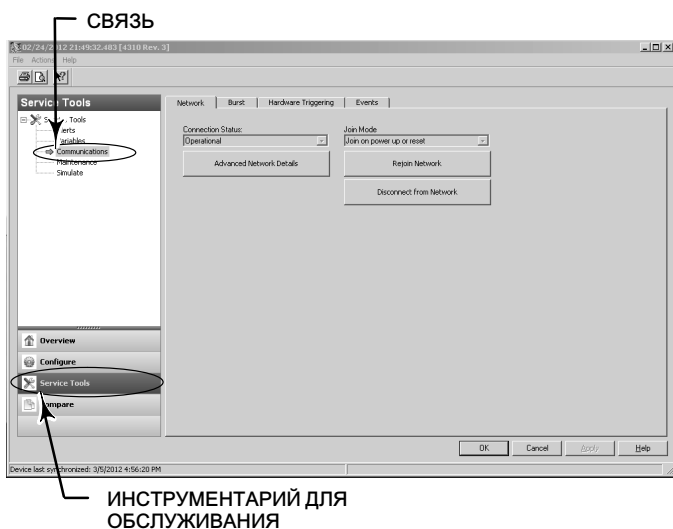 СВЯЗЬ
02/24/2012 21:49:32.483 [4310 Rev. 3]
File Actions Help
Service Tools
Network Burst Hardware Triggering Events
Tools
Variables
Communications
Maintenance
Simulate
Connection Status:
Operational
Join Mode
Join on power up or reset
Advanced Network Details
Rejoin Network
Disconnect from Network
Overview
Configure
Service Tools
Compare
OK Cancel Apply Help
Device last synchronized: 3/5/2012 4:56:20 PM
ИНСТРУМЕНТАРИЙ ДЛЯ
ОБСЛУЖИВАНИЯ